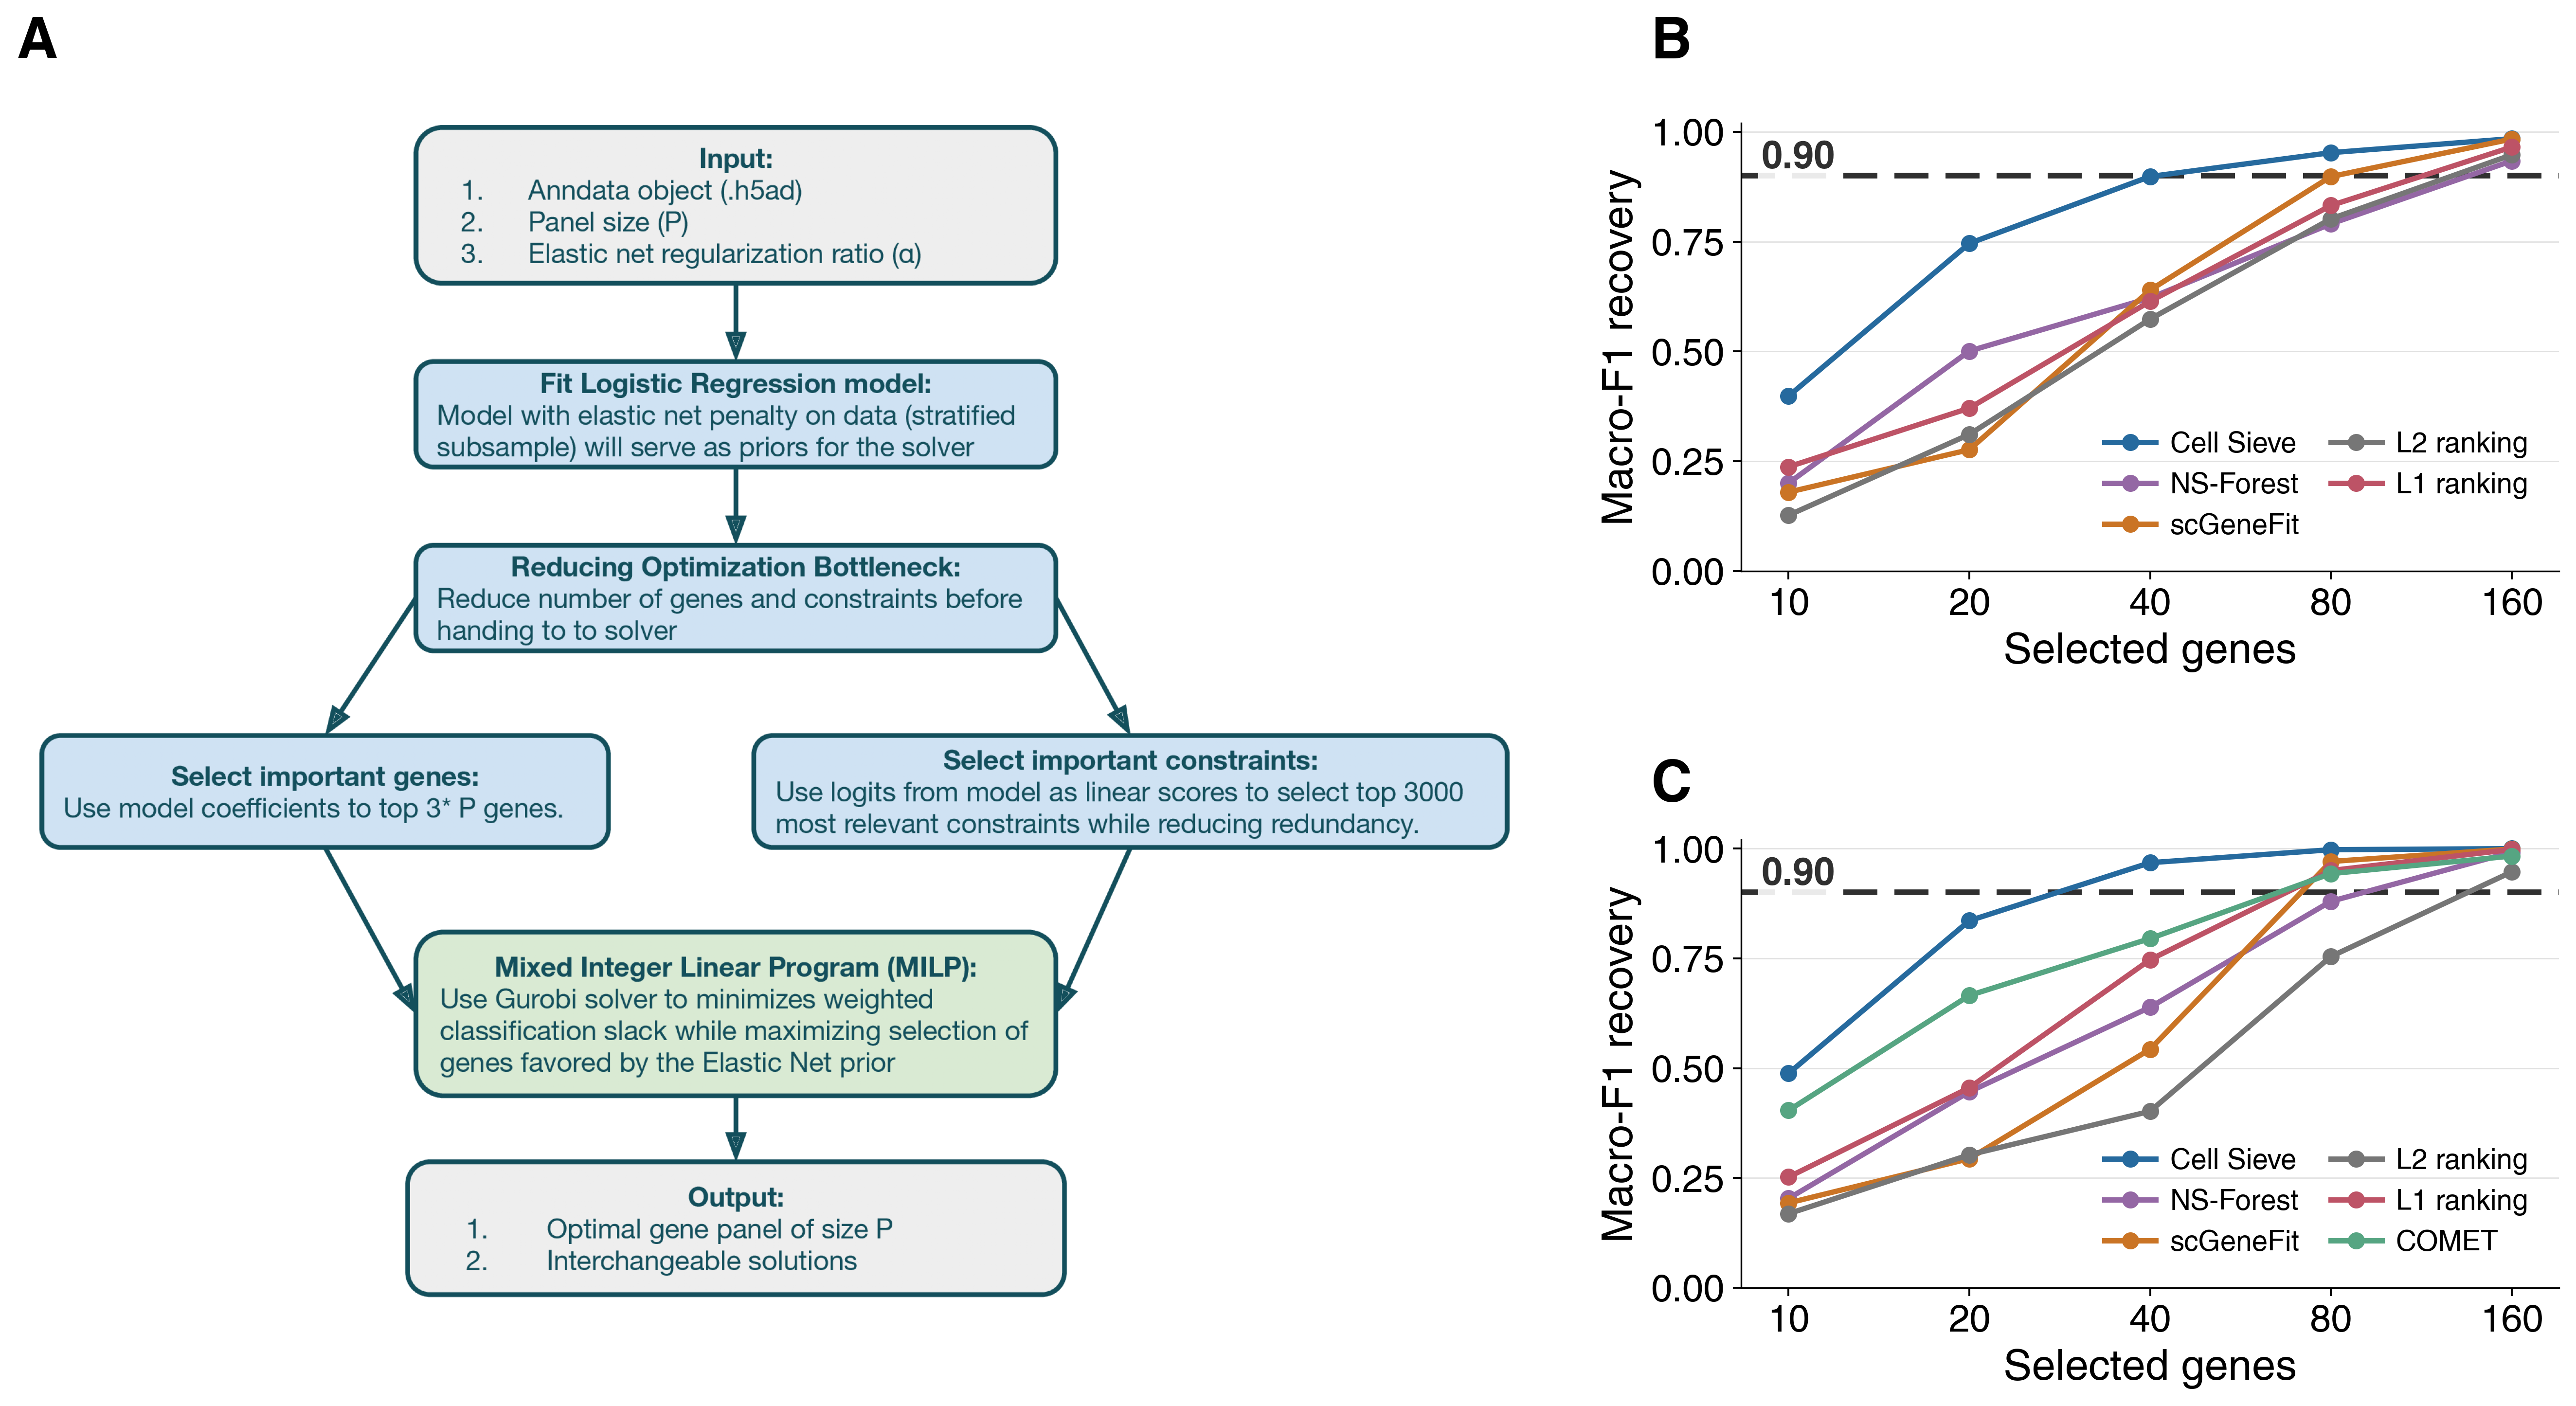 A
Input:
1. Anndata object (.h5ad)
2. Panel size (P)
3. Elastic net regularization ratio (α)
Fit Logistic Regression model:
Model with elastic net penalty on data (stratified
subsample) will serve as priors for the solver
Reducing Optimization Bottleneck:
Reduce number of genes and constraints before
handing to to solver
Select important genes:
Use model coefficients to top 3* P genes.
Select important constraints:
Use logits from model as linear scores to select top 3000
most relevant constraints while reducing redundancy.
Mixed Integer Linear Program (MILP):
Use Gurobi solver to minimizes weighted
classification slack while maximizing selection of
genes favored by the Elastic Net prior
Output:
1. Optimal gene panel of size P
2. Interchangeable solutions
B
Macro-F1 recovery
1.00
0.75
0.50
0.25
0.00
0.90
Cell Sieve
NS-Forest
scGeneFit
L2 ranking
L1 ranking
10 20 40 80 160
Selected genes
C
Macro-F1 recovery
1.00
0.75
0.50
0.25
0.00
0.90
Cell Sieve
NS-Forest
scGeneFit
L2 ranking
L1 ranking
COMET
10 20 40 80 160
Selected genes